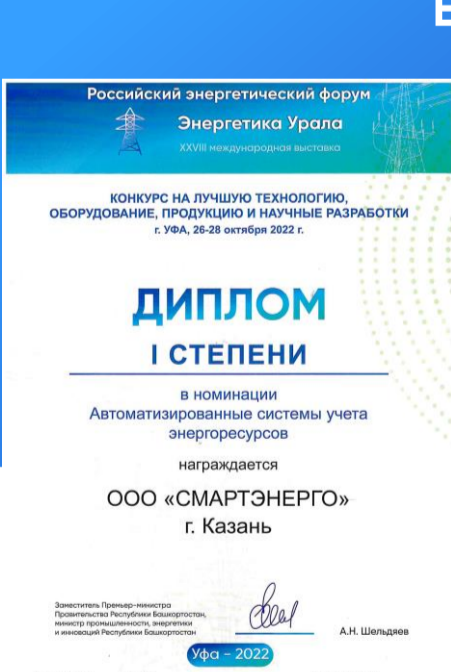 Российский энергетический форум
Энергетика Урала
XXVIII международная выставка
КОНКУРС НА ЛУЧШУЮ ТЕХНОЛОГИЮ,
ОБОРУДОВАНИЕ, ПРОДУКЦИЮ И НАУЧНЫЕ РАЗРАБОТКИ
г. УФА, 26-28 октября 2022 г.
ДИПЛОМ
I СТЕПЕНИ
в номинации
Автоматизированные системы учета
энергоресурсов
награждается
ООО «СМАРТЭНЕРГО»
г. Казань
Заместитель Премьер-министра
Правительства Республики Башкортостан,
министр промышленности, энергетики
и инноваций Республики Башкортостан
А.Н. Шельдяев
Уфа – 2022